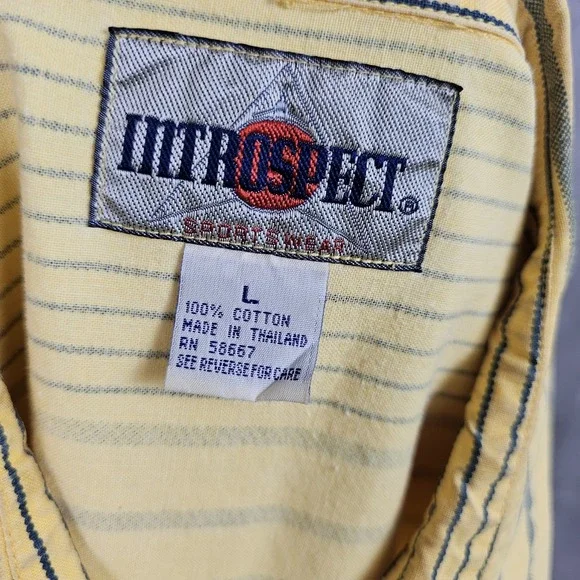 INTROSPECT®
SPORTSWEAR
L
100% COTTON
MADE IN THAILAND
RN 58667
SEE REVERSE FOR CARE